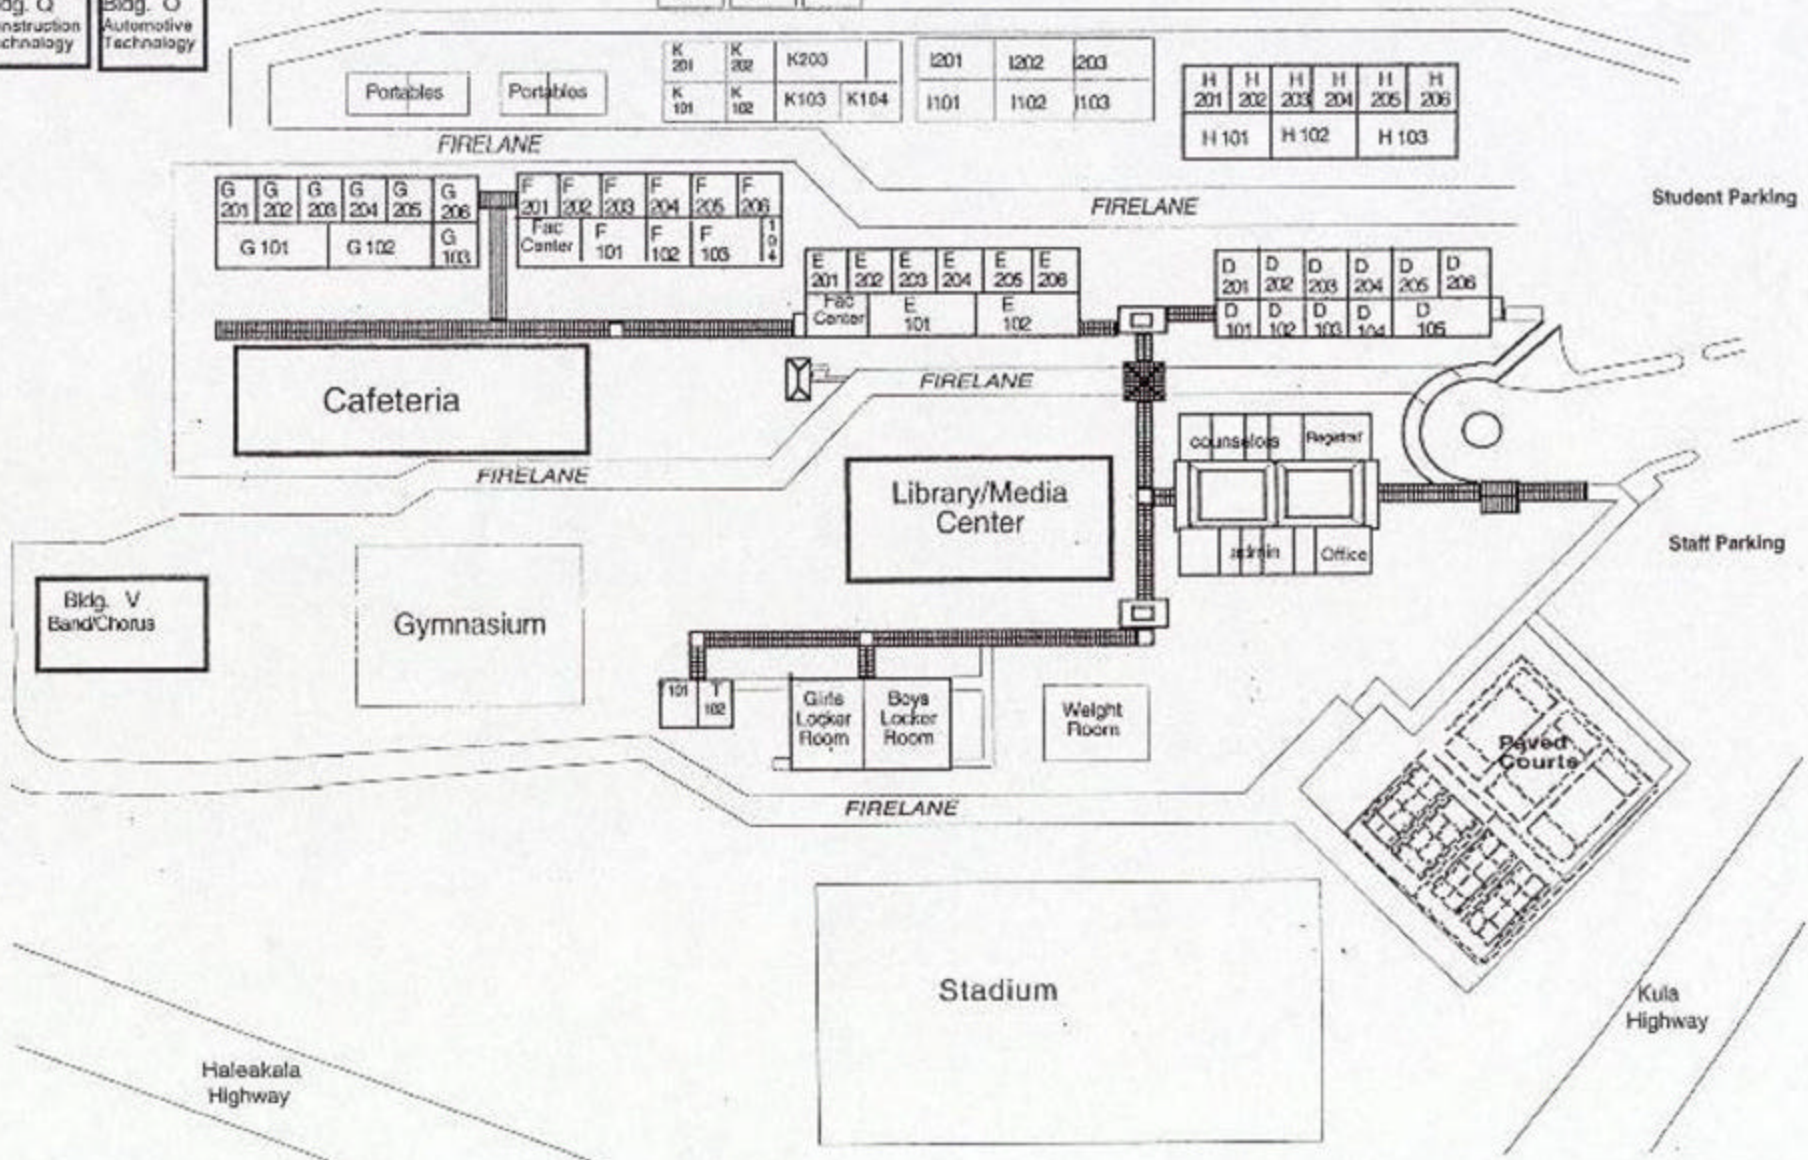 Bldg. O
Automotive
Technology
K 201
K 202
K203
I201
I202
I203
K 101
K 102
K103
K104
I101
I102
I103
H 201
H 202
H 203
H 204
H 205
H 206
H 101
H 102
H 103
Portables
Portables
FIRELANE
FIRELANE
Student Parking
G 201
G 202
G 203
G 204
G 205
G 206
G 101
G 102
G 103
F 201
F 202
F 203
F 204
F 205
F 206
Fac
Center
F 101
F 102
F 103
104
E 201
E 202
E 203
E 204
E 205
E 206
Fac
Center
E 101
E 102
D 201
D 202
D 203
D 204
D 205
D 206
D 101
D 102
D 103
D 104
D 105
Cafeteria
FIRELANE
FIRELANE
counselors
Registrar
Library/Media
Center
admin
Office
Staff Parking
Bldg. V
Band/Chorus
Gymnasium
101
T 102
Girls
Locker
Room
Boys
Locker
Room
Weight
Room
Paved
Courts
FIRELANE
Stadium
Kula
Highway
Haleakala
Highway